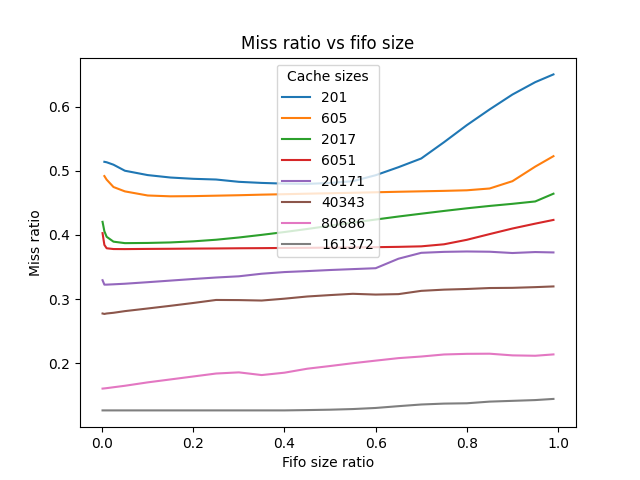 Miss ratio vs fifo size
Cache sizes
201
605
2017
6051
20171
40343
80686
161372
Miss ratio
0.6
0.5
0.4
0.3
0.2
0.0 0.2 0.4 0.6 0.8 1.0
Fifo size ratio